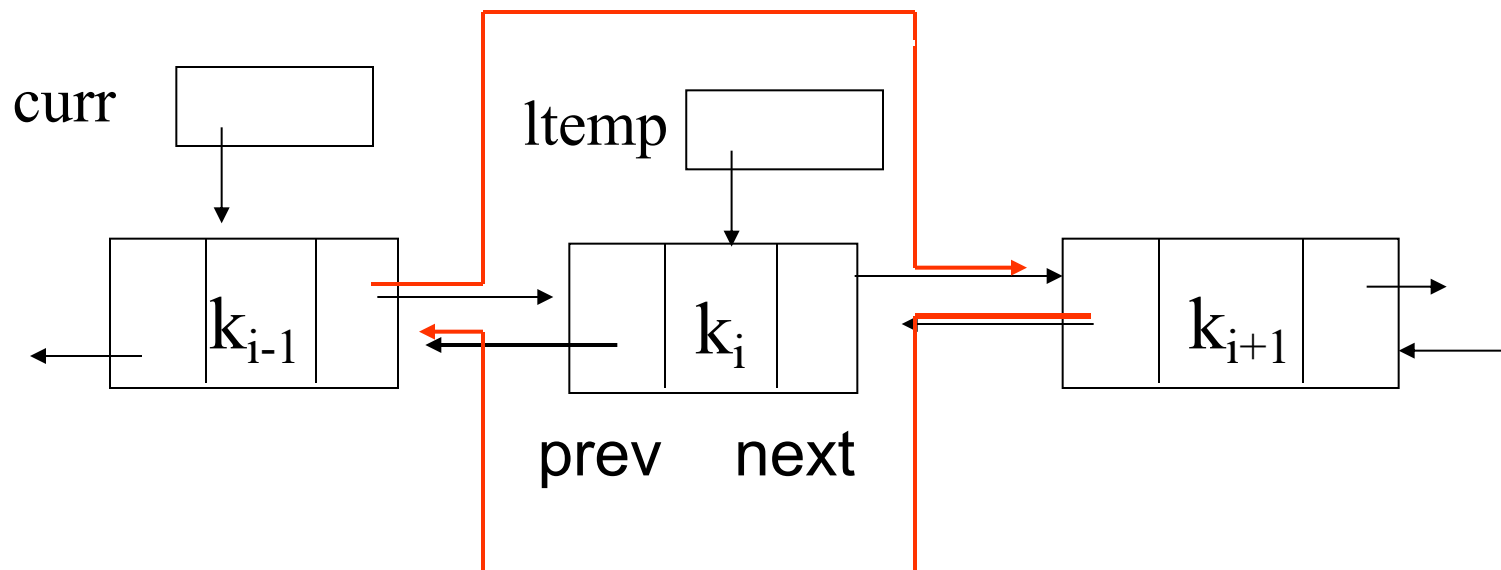 curr
ltemp
kᵢ₋₁
kᵢ
kᵢ₊₁
prev next